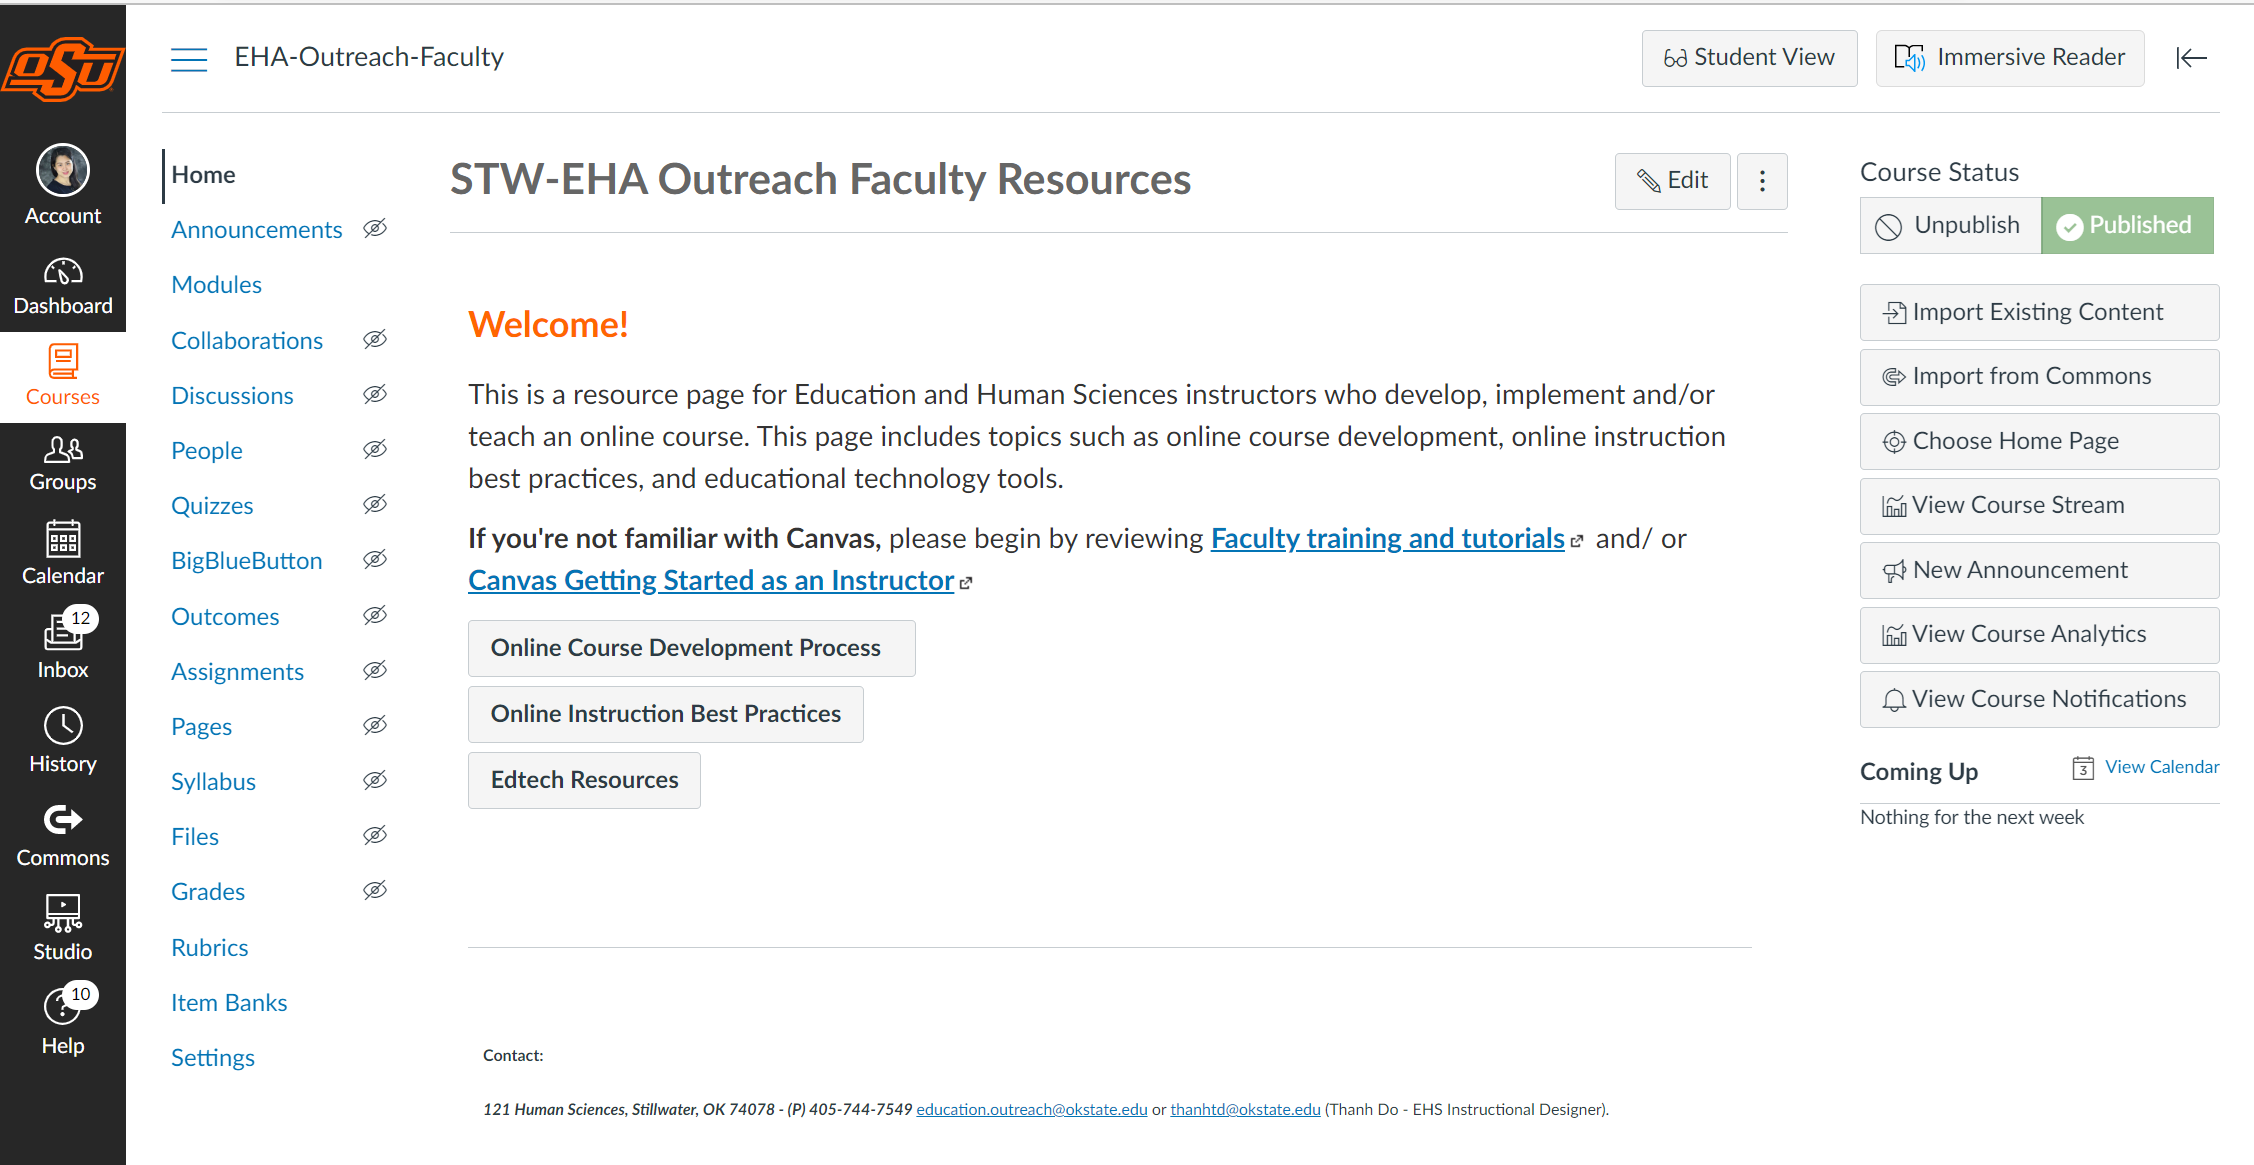 OSU
Account
Dashboard
Courses
Groups
Calendar
12
Inbox
History
Commons
Studio
10
Help
EHA-Outreach-Faculty
Student View
Immersive Reader
Home
Announcements
Modules
Collaborations
Discussions
People
Quizzes
BigBlueButton
Outcomes
Assignments
Pages
Syllabus
Files
Grades
Rubrics
Item Banks
Settings
STW-EHA Outreach Faculty Resources
Edit
Welcome!
This is a resource page for Education and Human Sciences instructors who develop, implement and/or
teach an online course. This page includes topics such as online course development, online instruction
best practices, and educational technology tools.
If you're not familiar with Canvas, please begin by reviewing Faculty training and tutorials and/ or
Canvas Getting Started as an Instructor
Online Course Development Process
Online Instruction Best Practices
Edtech Resources
Contact:
121 Human Sciences, Stillwater, OK 74078 - (P) 405-744-7549 education.outreach@okstate.edu or thanhtd@okstate.edu (Thanh Do - EHS Instructional Designer).
Course Status
Unpublish
Published
Import Existing Content
Import from Commons
Choose Home Page
View Course Stream
New Announcement
View Course Analytics
View Course Notifications
Coming Up
3 View Calendar
Nothing for the next week